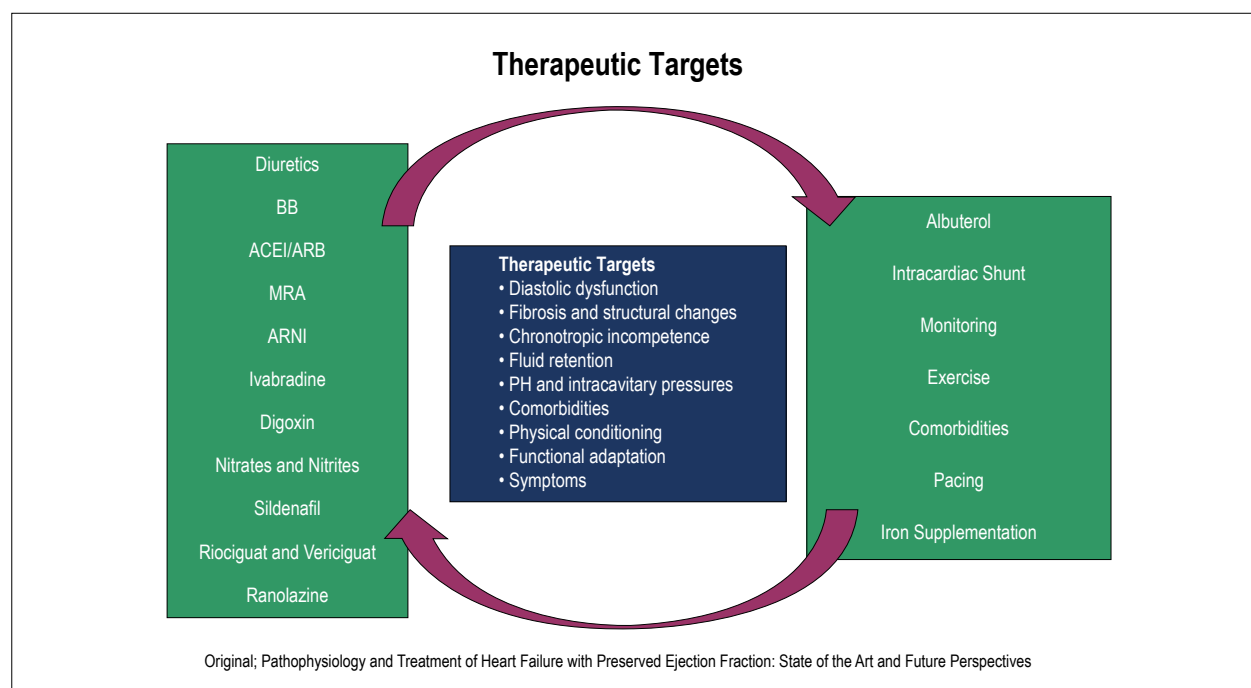 Therapeutic Targets
Diuretics
BB
ACEI/ARB
MRA
ARNI
Ivabradine
Digoxin
Nitrates and Nitrites
Sildenafil
Riociguat and Vericiguat
Ranolazine
Therapeutic Targets
• Diastolic dysfunction
• Fibrosis and structural changes
• Chronotropic incompetence
• Fluid retention
• PH and intracavitary pressures
• Comorbidities
• Physical conditioning
• Functional adaptation
• Symptoms
Albuterol
Intracardiac Shunt
Monitoring
Exercise
Comorbidities
Pacing
Iron Supplementation
Original; Pathophysiology and Treatment of Heart Failure with Preserved Ejection Fraction: State of the Art and Future Perspectives